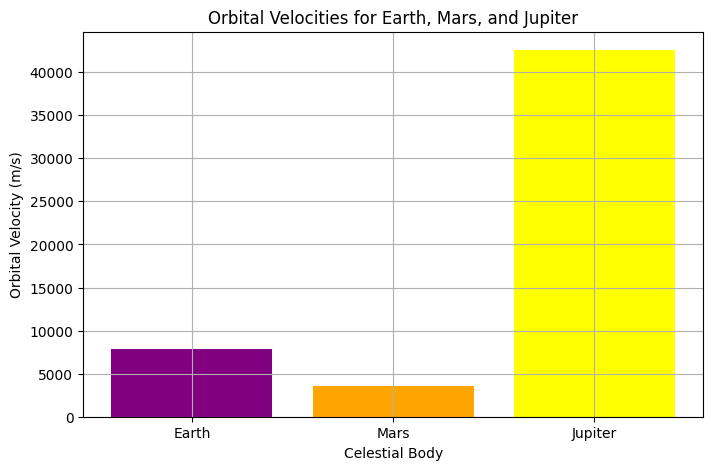 Orbital Velocities for Earth, Mars, and Jupiter
Orbital Velocity (m/s)
40000
35000
30000
25000
20000
15000
10000
5000
0
Earth
Mars
Jupiter
Celestial Body